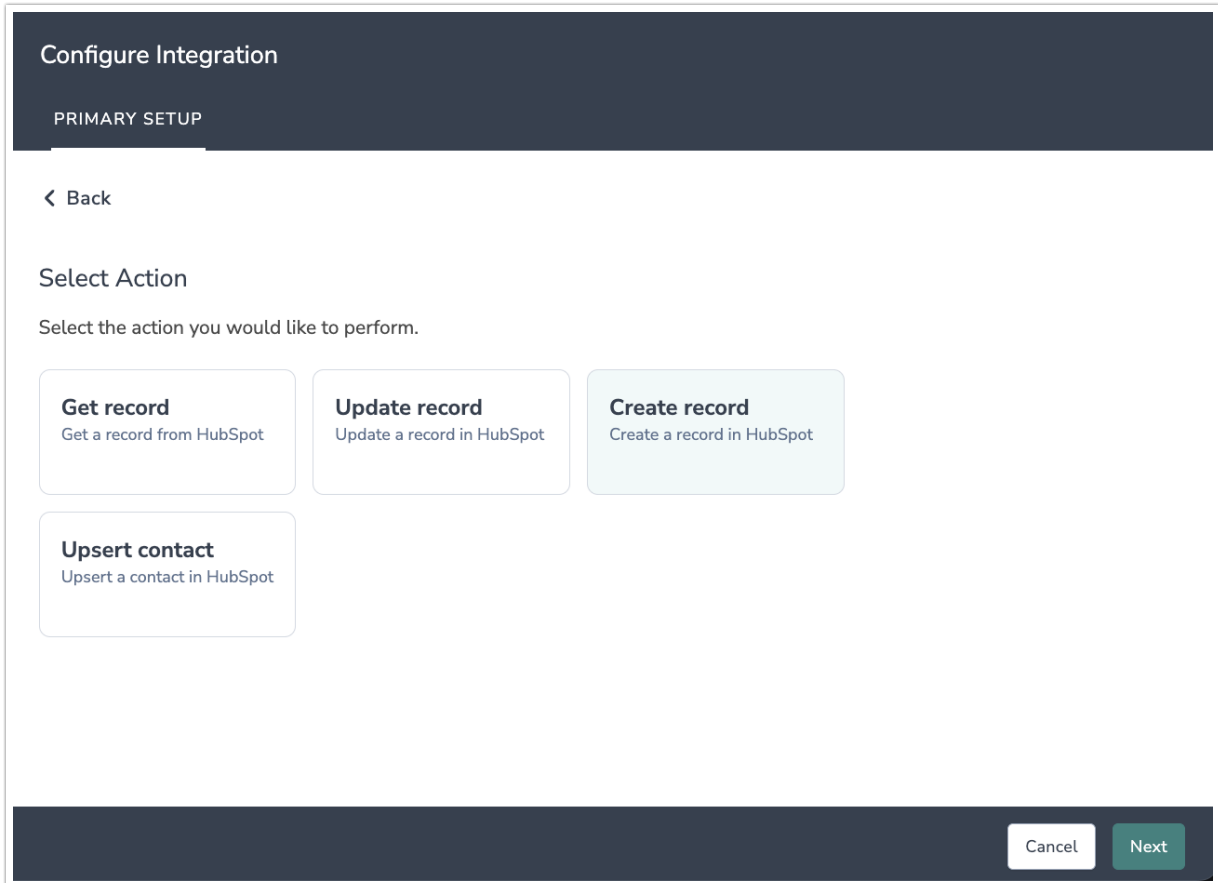 Configure Integration
PRIMARY SETUP
Back
Select Action
Select the action you would like to perform.
Get record
Get a record from HubSpot
Update record
Update a record in HubSpot
Create record
Create a record in HubSpot
Upsert contact
Upsert a contact in HubSpot
Cancel
Next